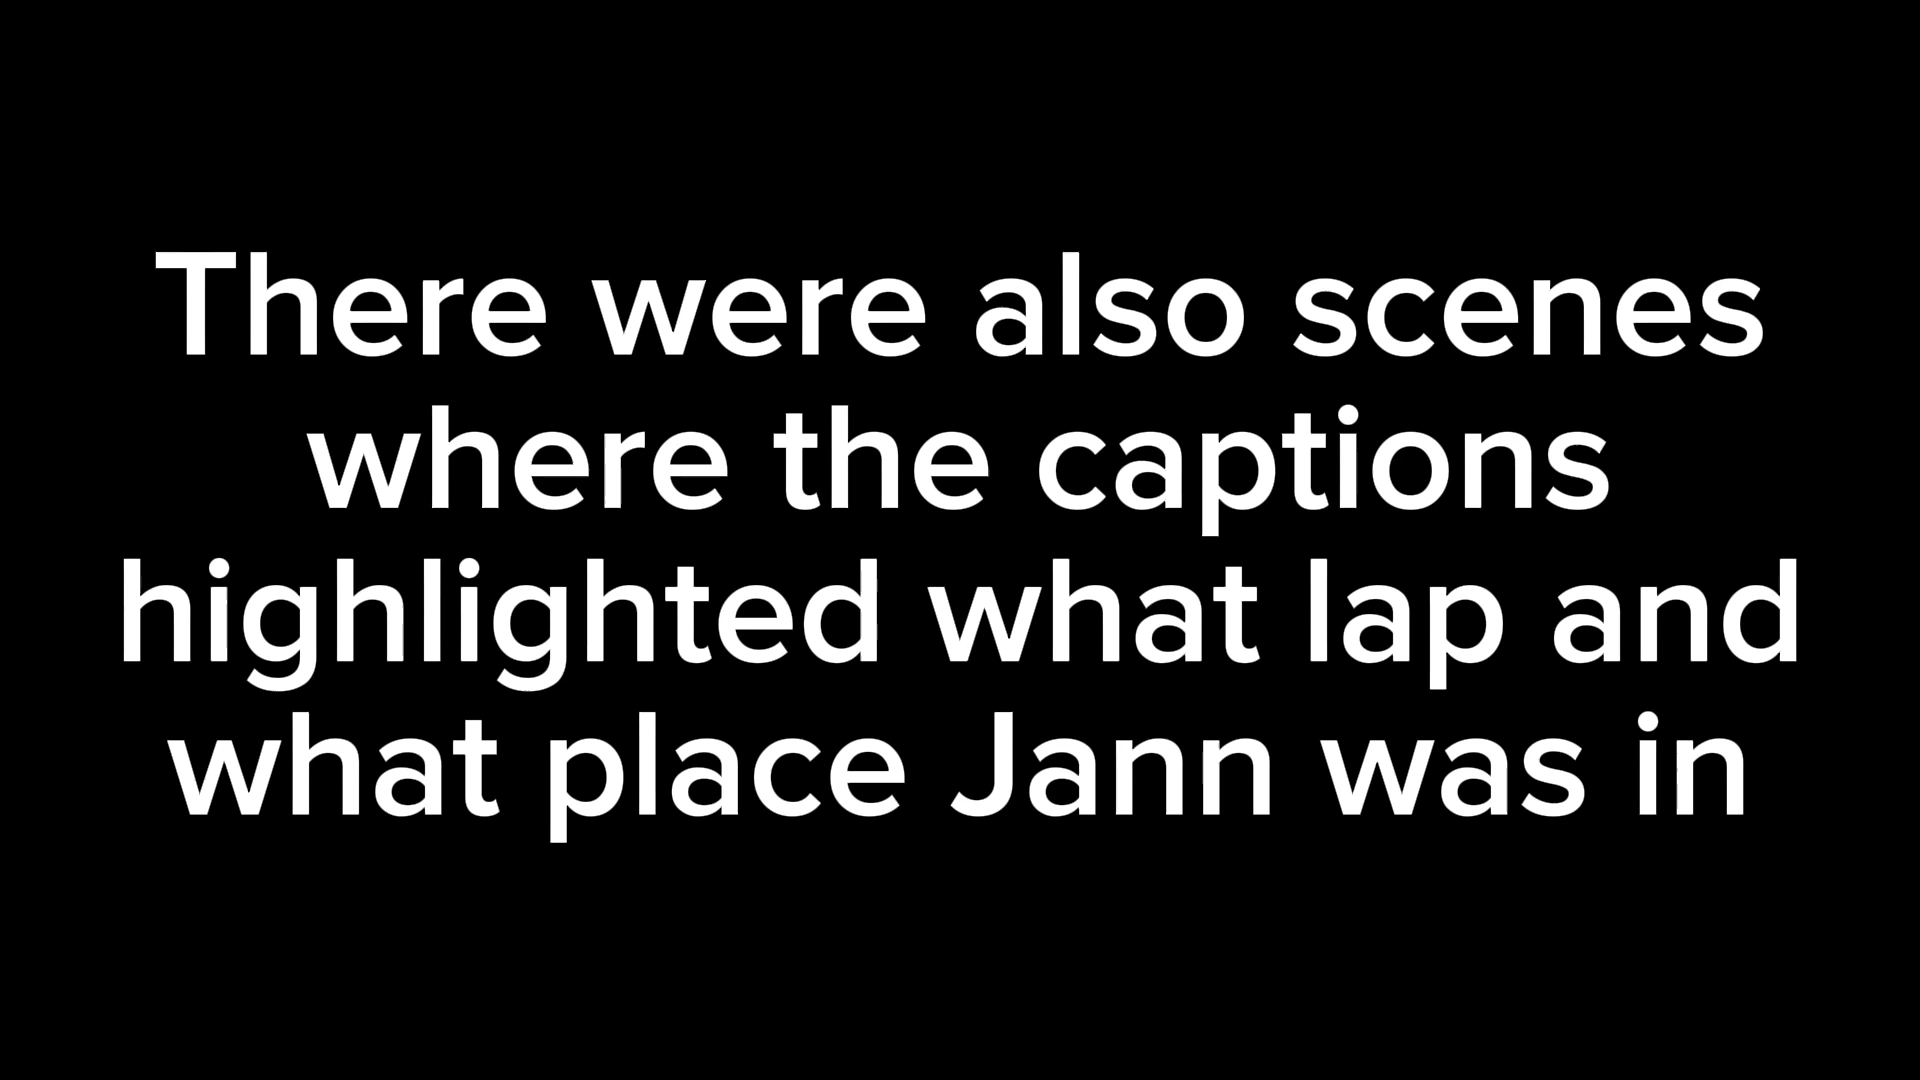 There were also scenes
where the captions
highlighted what lap and
what place Jann was in